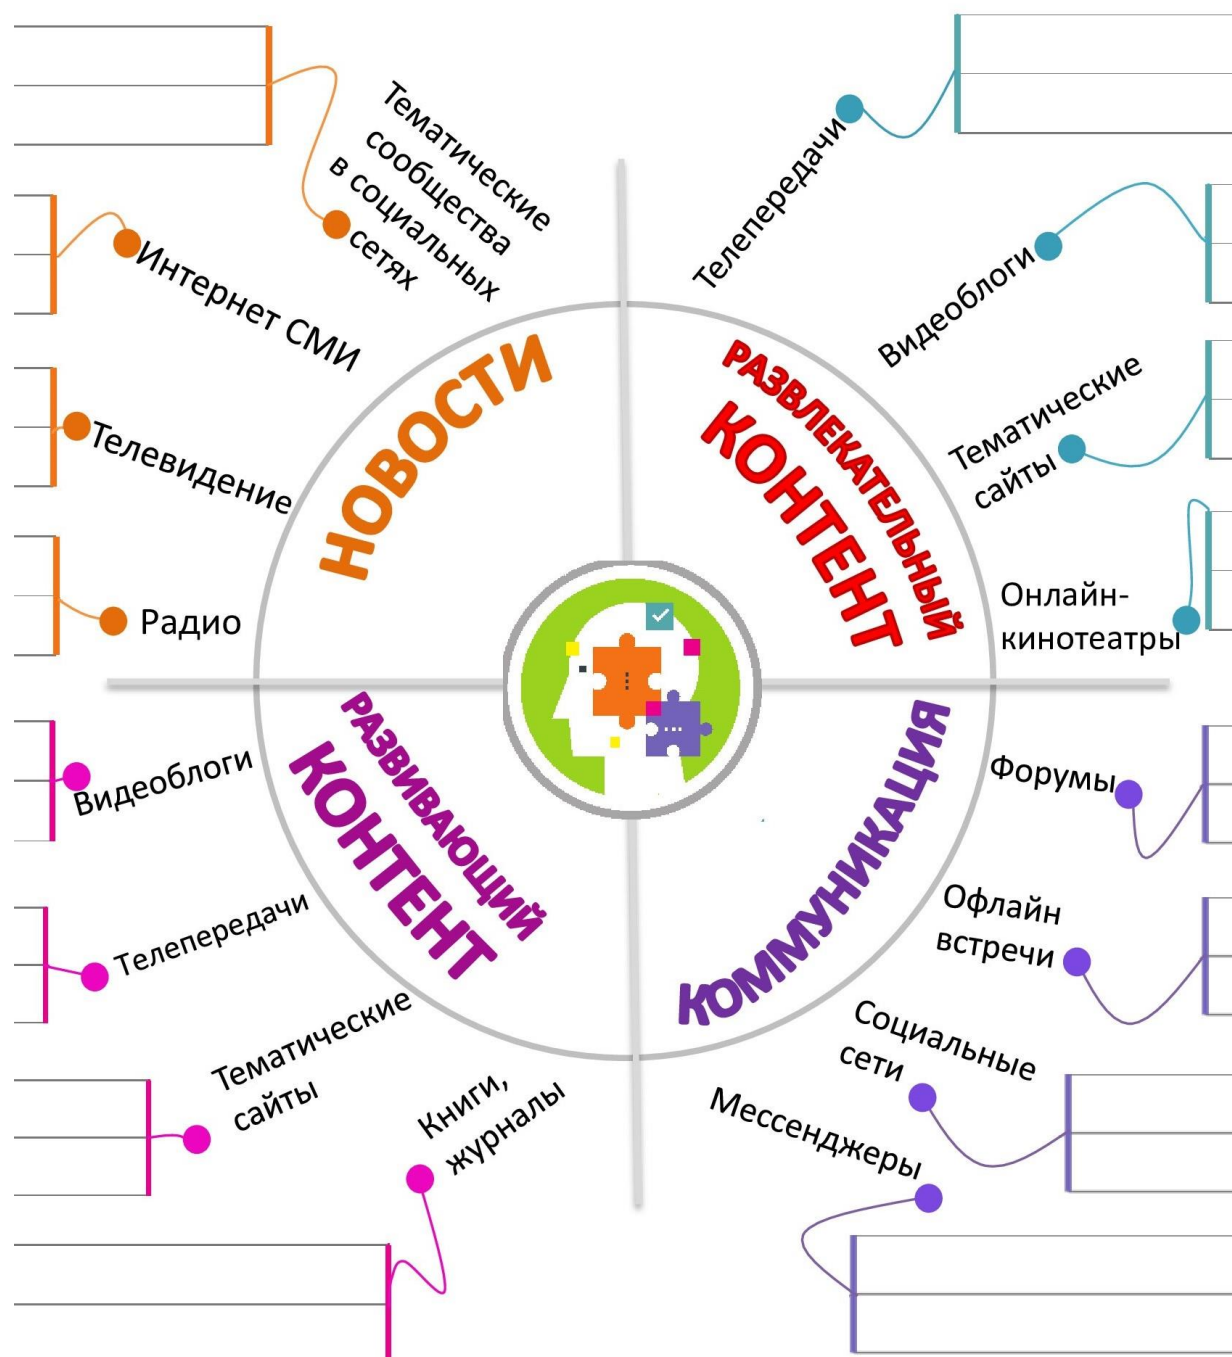 Тематические
сообщества
в социальных
сетях
Интернет СМИ
Телевидение
Радио
НОВОСТИ
Телепередачи
Видеоблоги
Тематические
сайты
Онлайн-
кинотеатры
РАЗВЛЕКАТЕЛЬНЫЙ
КОНТЕНТ
РАЗВИВАЮЩИЙ
КОНТЕНТ
Видеоблоги
Телепередачи
Тематические
сайты
Книги,
журналы
КОММУНИКАЦИЯ
Форумы
Офлайн
встречи
Социальные
сети
Мессенджеры